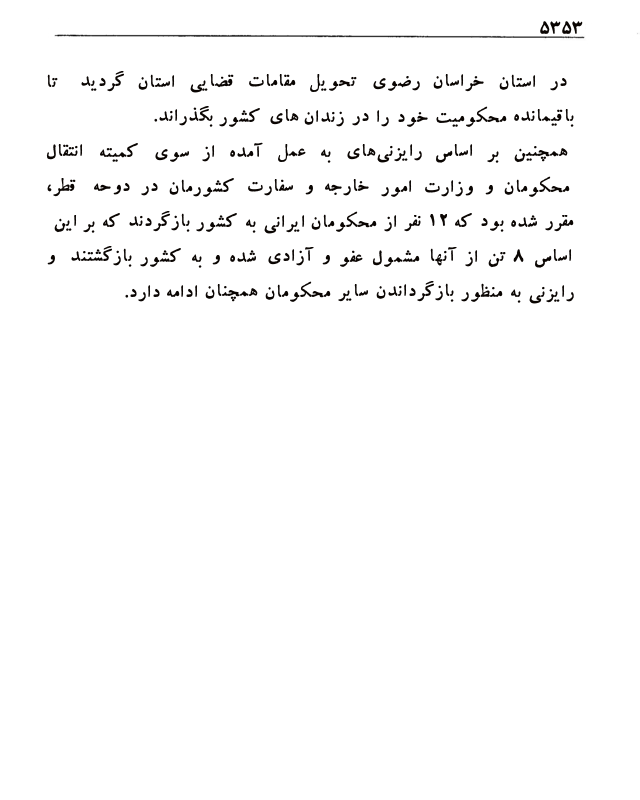 ۵۳۵۳
در استان خراسان رضوی تحویل مقامات قضایی استان گردید تا
باقیمانده محکومیت خود را در زندان های کشور بگذراند.
همچنین بر اساس رایزنی‌های به عمل آمده از سوی کمیته انتقال
محکومان و وزارت امور خارجه و سفارت کشورمان در دوحه قطر،
مقرر شده بود که ۱۲ نفر از محکومان ایرانی به کشور بازگردند که بر این
اساس ۸ تن از آنها مشمول عفو و آزادی شده و به کشور بازگشتند و
رایزنی به منظور بازگرداندن سایر محکومان همچنان ادامه دارد.